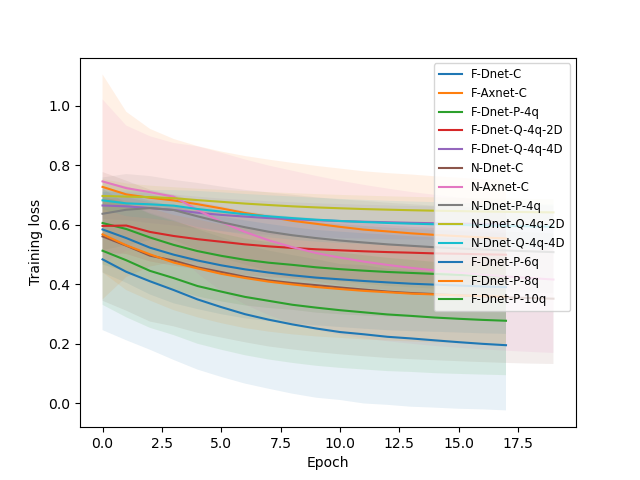 F-Dnet-C
F-Axnet-C
F-Dnet-P-4q
F-Dnet-Q-4q-2D
F-Dnet-Q-4q-4D
N-Dnet-C
N-Axnet-C
N-Dnet-P-4q
N-Dnet-Q-4q-2D
N-Dnet-Q-4q-4D
F-Dnet-P-6q
F-Dnet-P-8q
F-Dnet-P-10q
Training loss
1.0
0.8
0.6
0.4
0.2
0.0
0.0 2.5 5.0 7.5 10.0 12.5 15.0 17.5
Epoch